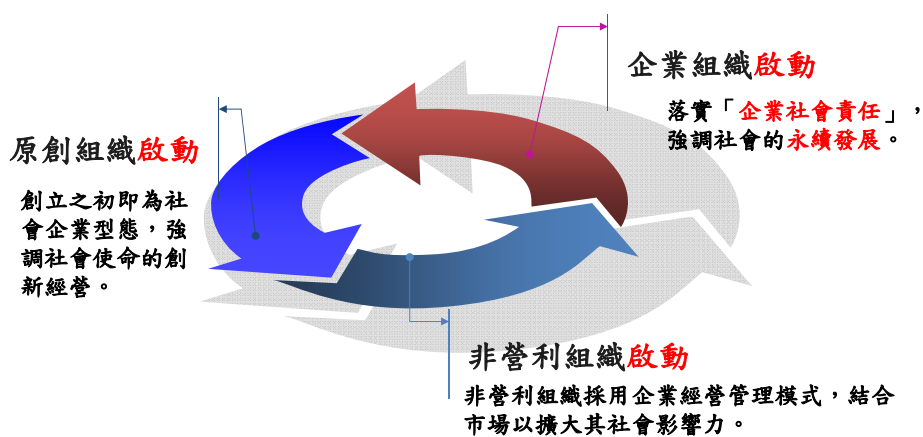 企業組織啟動
落實「企業社會責任」，
強調社會的永續發展。
原創組織啟動
創立之初即為社
會企業型態，強
調社會使命的創
新經營。
非營利組織啟動
非營利組織採用企業經營管理模式，結合
市場以擴大其社會影響力。